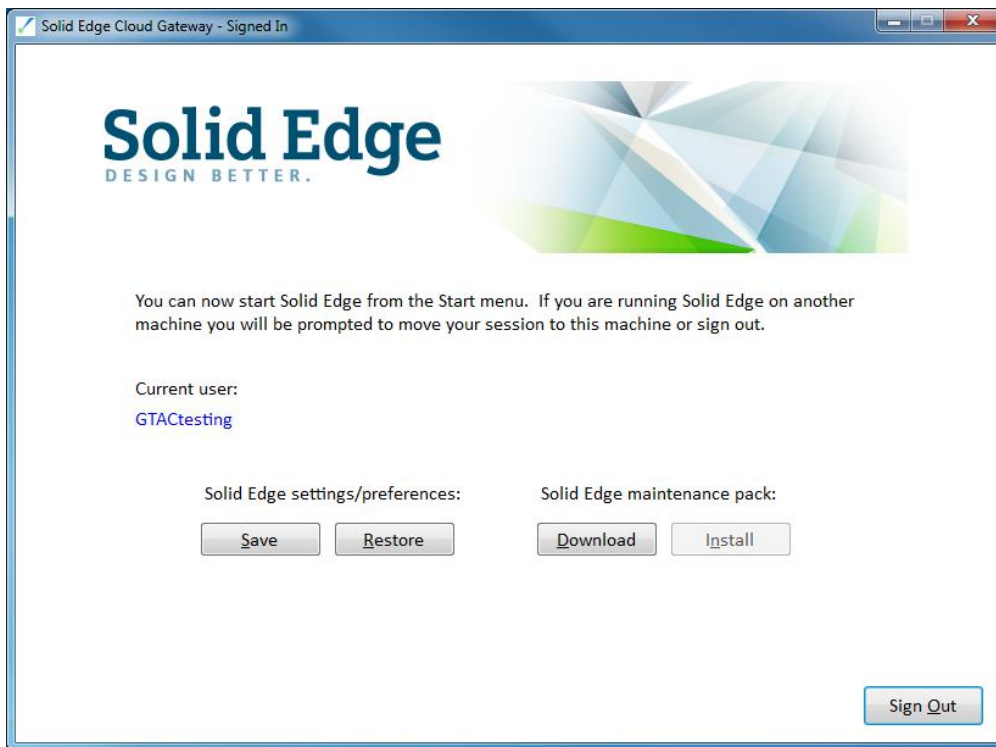 Solid Edge Cloud Gateway - Signed In
Solid Edge
DESIGN BETTER.
You can now start Solid Edge from the Start menu.  If you are running Solid Edge on another
machine you will be prompted to move your session to this machine or sign out.
Current user:
GTACtesting
Solid Edge settings/preferences: Solid Edge maintenance pack:
Save Restore Download Install
Sign Out